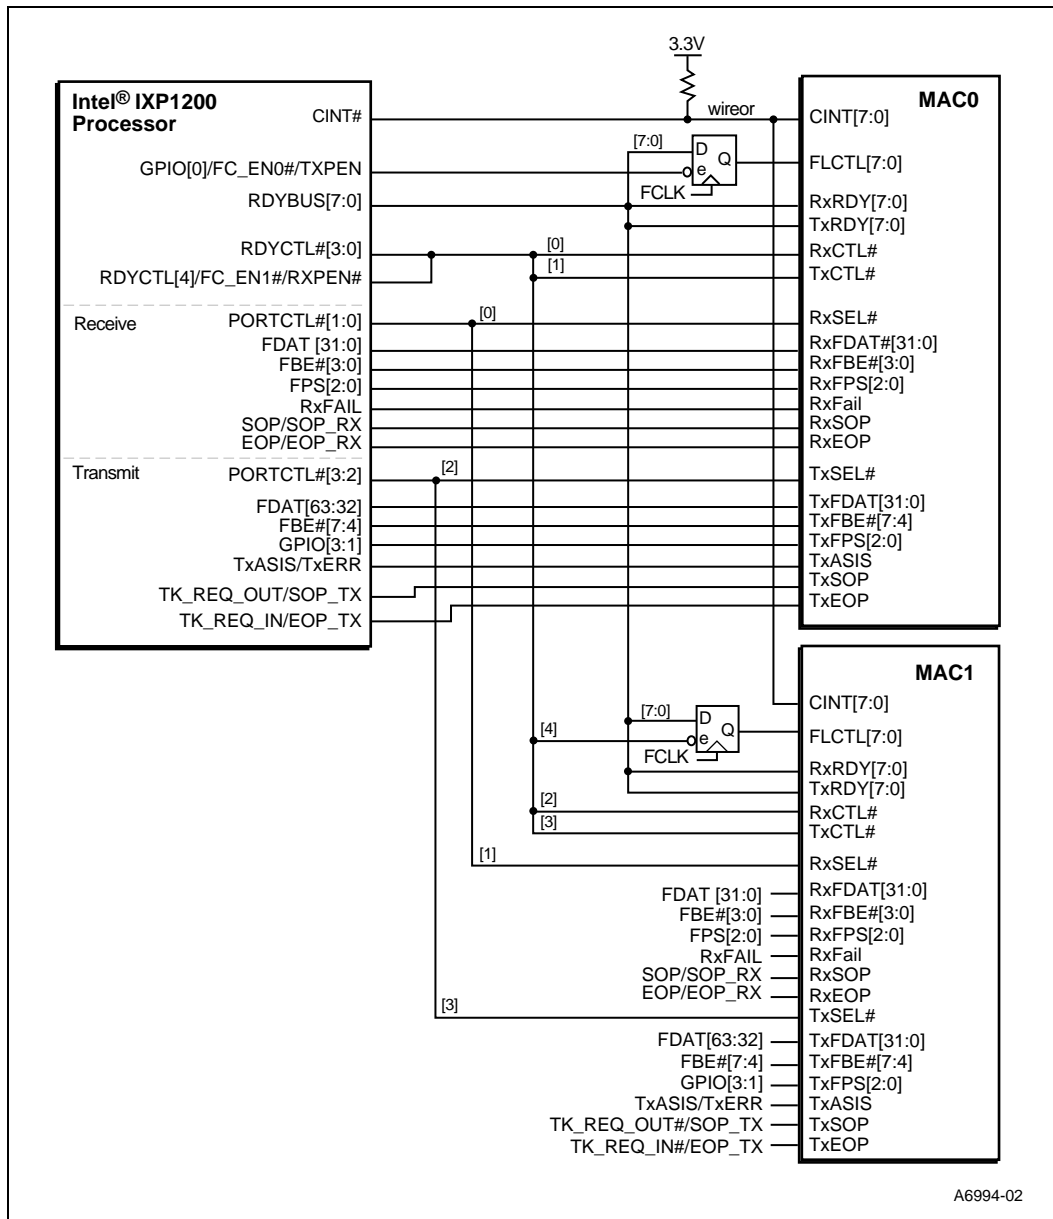 3.3V
Intel® IXP1200
Processor
CINT#
GPIO[0]/FC_EN0#/TXPEN
RDYBUS[7:0]
RDYCTL#[3:0]
RDYCTL[4]/FC_EN1#/RXPEN#
Receive
PORTCTL#[1:0]
FDAT [31:0]
FBE#[3:0]
FPS[2:0]
RxFAIL
SOP/SOP_RX
EOP/EOP_RX
Transmit
PORTCTL#[3:2]
FDAT[63:32]
FBE#[7:4]
GPIO[3:1]
TxASIS/TxERR
TK_REQ_OUT/SOP_TX
TK_REQ_IN/EOP_TX
wireor
[7:0]
D
Q
e
FCLK
[0]
[1]
[0]
[2]
MAC0
CINT[7:0]
FLCTL[7:0]
RxRDY[7:0]
TxRDY[7:0]
RxCTL#
TxCTL#
RxSEL#
RxFDAT#[31:0]
RxFBE#[3:0]
RxFPS[2:0]
RxFail
RxSOP
RxEOP
TxSEL#
TxFDAT[31:0]
TxFBE#[7:4]
TxFPS[2:0]
TxASIS
TxSOP
TxEOP
[7:0]
D
Q
e
FCLK
[4]
[2]
[3]
[1]
FDAT [31:0]
FBE#[3:0]
FPS[2:0]
RxFAIL
SOP/SOP_RX
EOP/EOP_RX
[3]
FDAT[63:32]
FBE#[7:4]
GPIO[3:1]
TxASIS/TxERR
TK_REQ_OUT#/SOP_TX
TK_REQ_IN#/EOP_TX
MAC1
CINT[7:0]
FLCTL[7:0]
RxRDY[7:0]
TxRDY[7:0]
RxCTL#
TxCTL#
RxSEL#
RxFDAT[31:0]
RxFBE#[3:0]
RxFPS[2:0]
RxFail
RxSOP
RxEOP
TxSEL#
TxFDAT[31:0]
TxFBE#[7:4]
TxFPS[2:0]
TxASIS
TxSOP
TxEOP
A6994-02